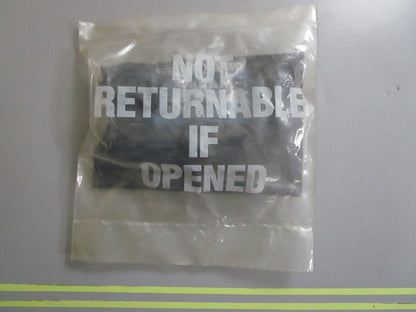 NOT
RETURNABLE
IF
OPENED